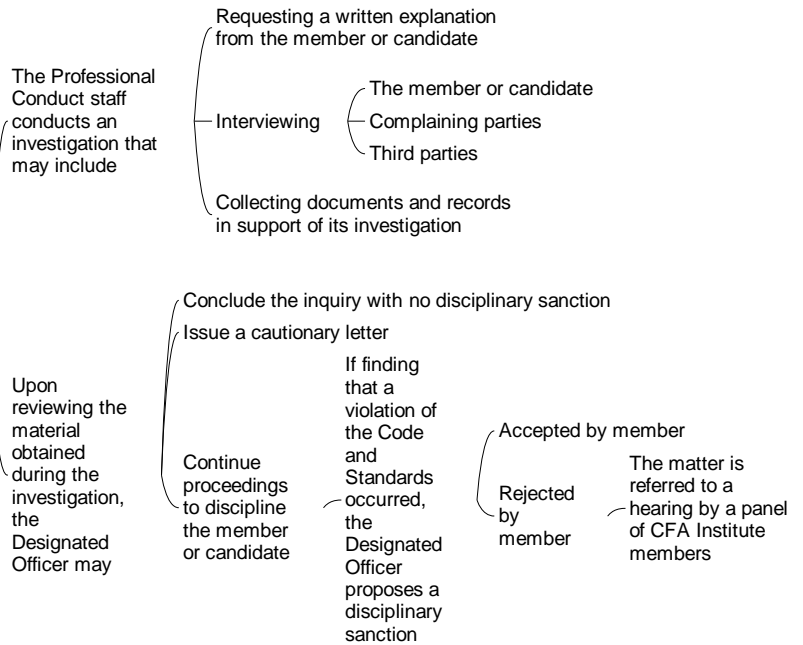 The Professional
Conduct staff
conducts an
investigation that
may include
Requesting a written explanation
from the member or candidate
Interviewing
The member or candidate
Complaining parties
Third parties
Collecting documents and records
in support of its investigation
Upon
reviewing the
material
obtained
during the
investigation,
the
Designated
Officer may
Conclude the inquiry with no disciplinary sanction
Issue a cautionary letter
Continue
proceedings
to discipline
the member
or candidate
If finding
that a
violation of
the Code
and
Standards
occurred,
the
Designated
Officer
proposes a
disciplinary
sanction
Accepted by member
Rejected
by
member
The matter is
referred to a
hearing by a panel
of CFA Institute
members